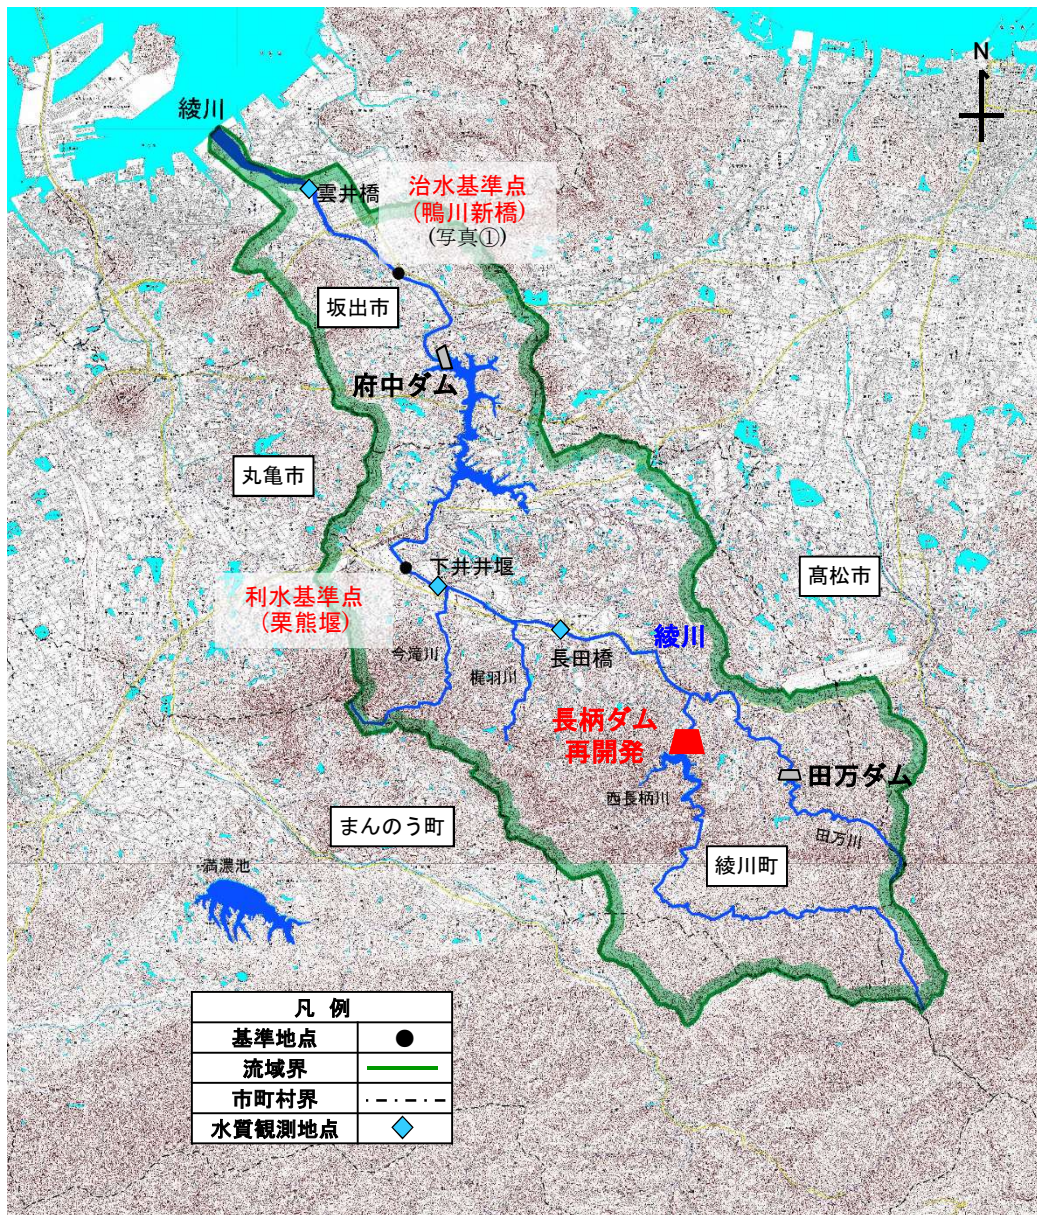 N
綾川
雲井橋
治水基準点
(鴨川新橋)
(写真①)
坂出市
府中ダム
丸亀市
下井井堰
利水基準点
(栗熊堰)
髙松市
綾川
今滝川
梶羽川
長田橋
長柄ダム
再開発
田万ダム
西長柄川
まんのう町
田万川
綾川町
満濃池
凡 例
基準地点
流域界
市町村界
水質観測地点